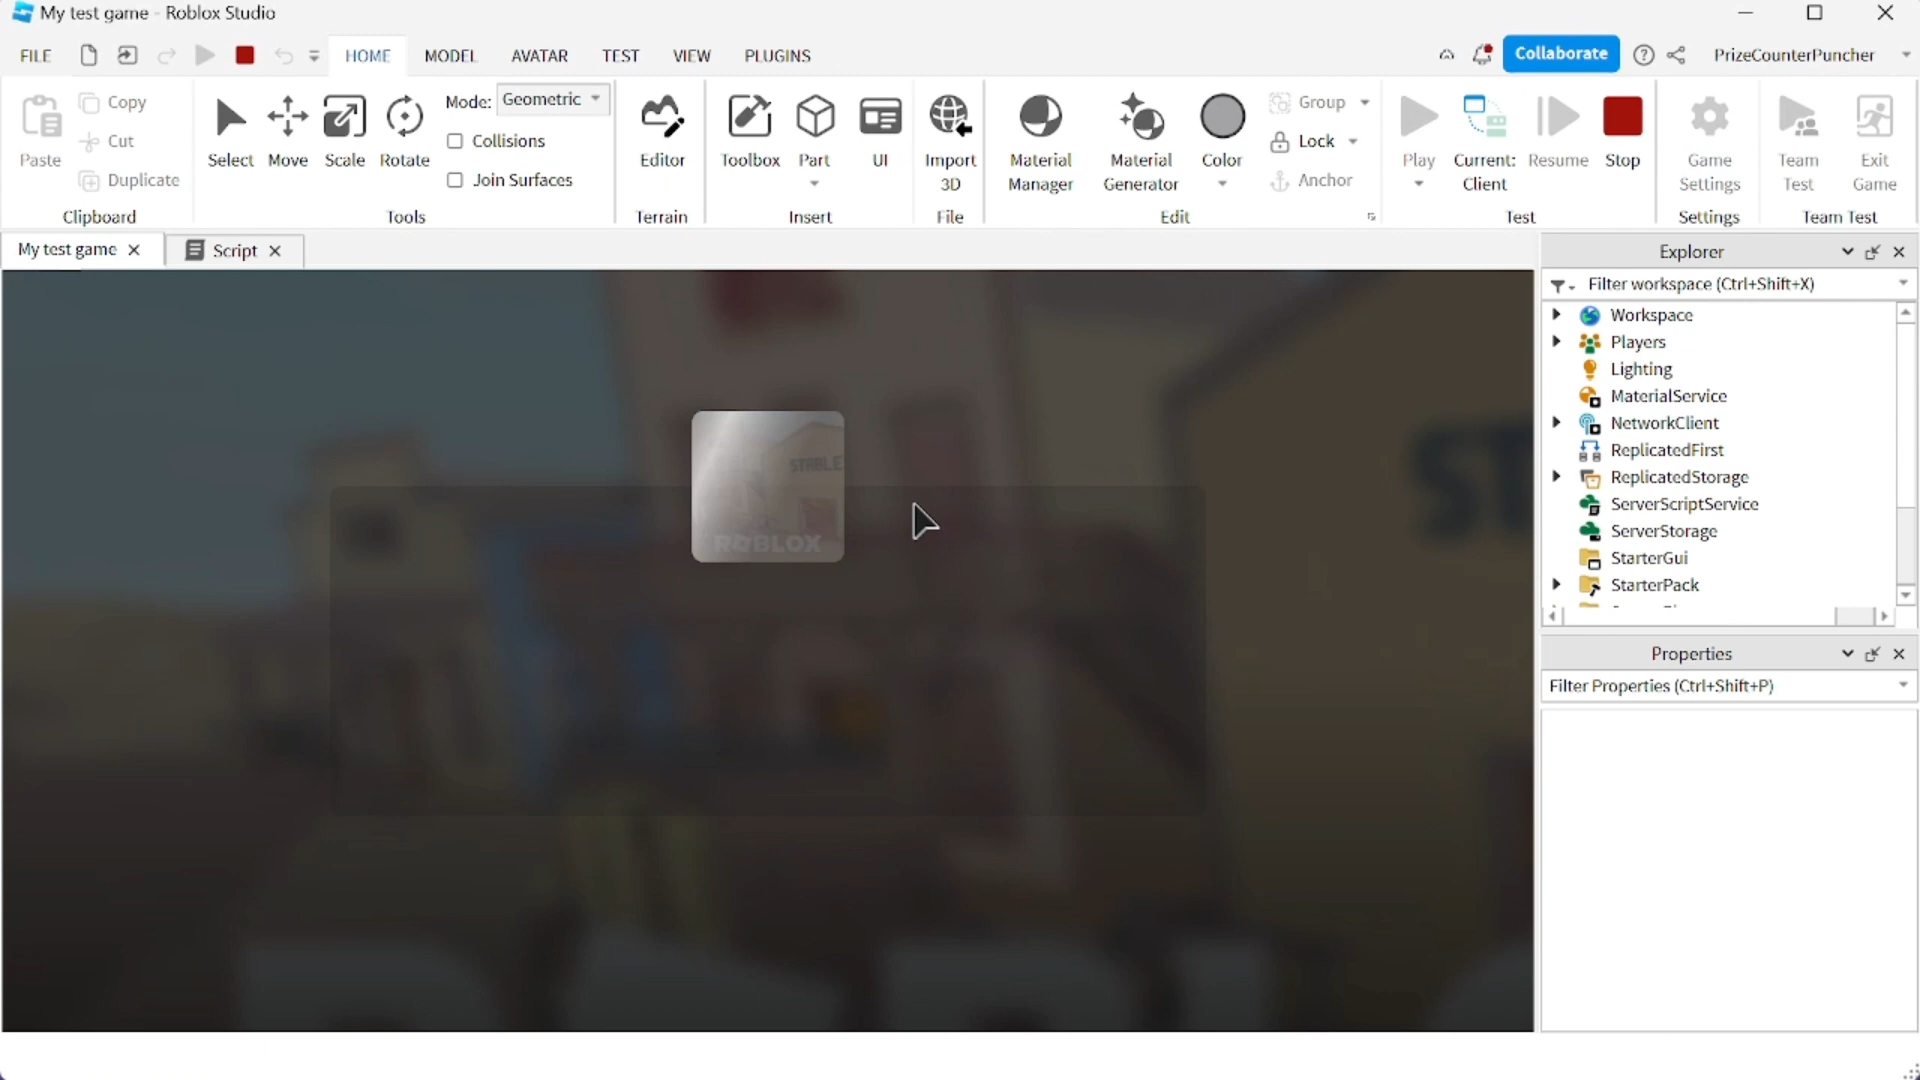 My test game - Roblox Studio
FILE HOME MODEL AVATAR TEST VIEW PLUGINS Collaborate PrizeCounterPuncher
Paste Copy Cut Duplicate Clipboard
Select Move Scale Rotate Mode: Geometric Collisions Join Surfaces Tools
Editor Terrain
Toolbox Part UI Insert
Import 3D File
Material Manager Material Generator Color Group Lock Anchor Edit
Play Current: Client Resume Stop Test
Game Settings Settings
Team Test Exit Game Team Test
My test game Script
STABLE
ROBLOX
ST
Explorer
Filter workspace (Ctrl+Shift+X)
Workspace
Players
Lighting
MaterialService
NetworkClient
ReplicatedFirst
ReplicatedStorage
ServerScriptService
ServerStorage
StarterGui
StarterPack
Properties
Filter Properties (Ctrl+Shift+P)